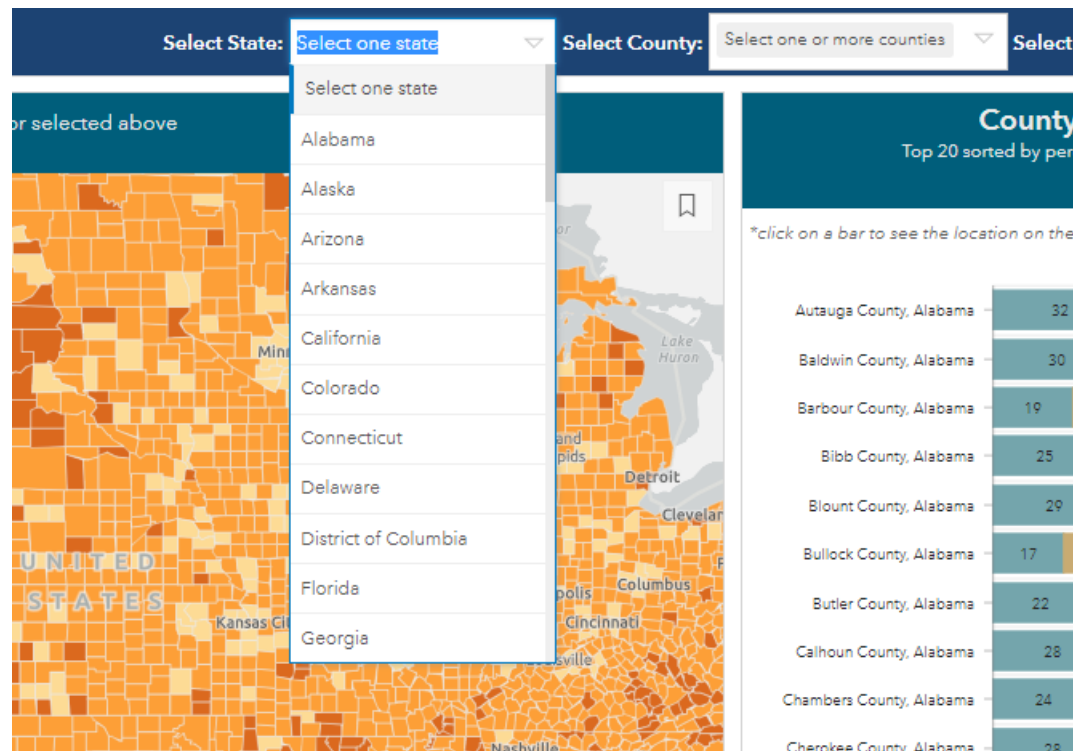 Select State:
Select one state
Select County:
Select one or more counties
Select
Select one state
Alabama
Alaska
Arizona
Arkansas
California
Colorado
Connecticut
Delaware
District of Columbia
Florida
Georgia
or selected above
Lake
Huron
Detroit
Columbus
Cincinnati
Nashville
UNITED
STATES
County
Top 20 sorted by per
*click on a bar to see the location on the
Autauga County, Alabama 32
Baldwin County, Alabama 30
Barbour County, Alabama 19
Bibb County, Alabama 25
Blount County, Alabama 29
Bullock County, Alabama 17
Butler County, Alabama 22
Calhoun County, Alabama 28
Chambers County, Alabama 24
Cherokee County, Alabama 28